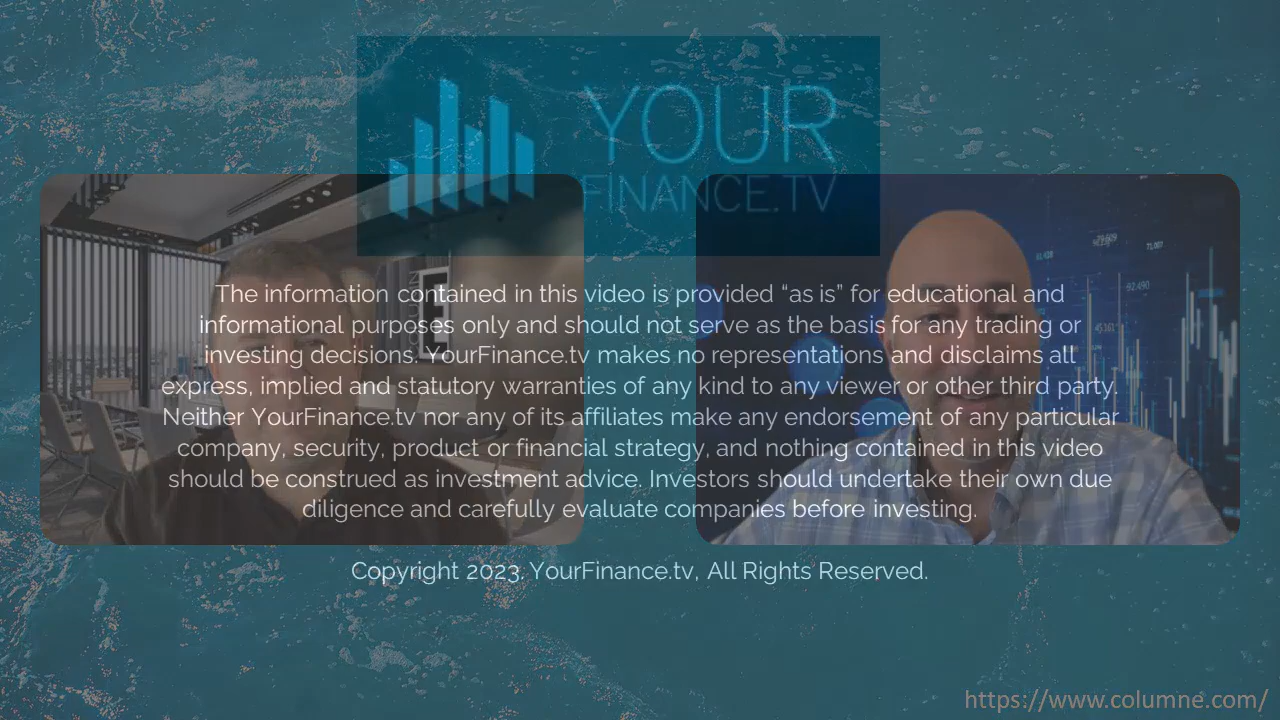 YOUR
FINANCE.TV
The information contained in this video is provided “as is” for educational and
informational purposes only and should not serve as the basis for any trading or
investing decisions. YourFinance.tv makes no representations and disclaims all
express, implied and statutory warranties of any kind to any viewer or other third party.
Neither YourFinance.tv nor any of its affiliates make any endorsement of any particular
company, security, product or financial strategy, and nothing contained in this video
should be construed as investment advice. Investors should undertake their own due
diligence and carefully evaluate companies before investing.
Copyright 2023. YourFinance.tv, All Rights Reserved.
https://www.columne.com/